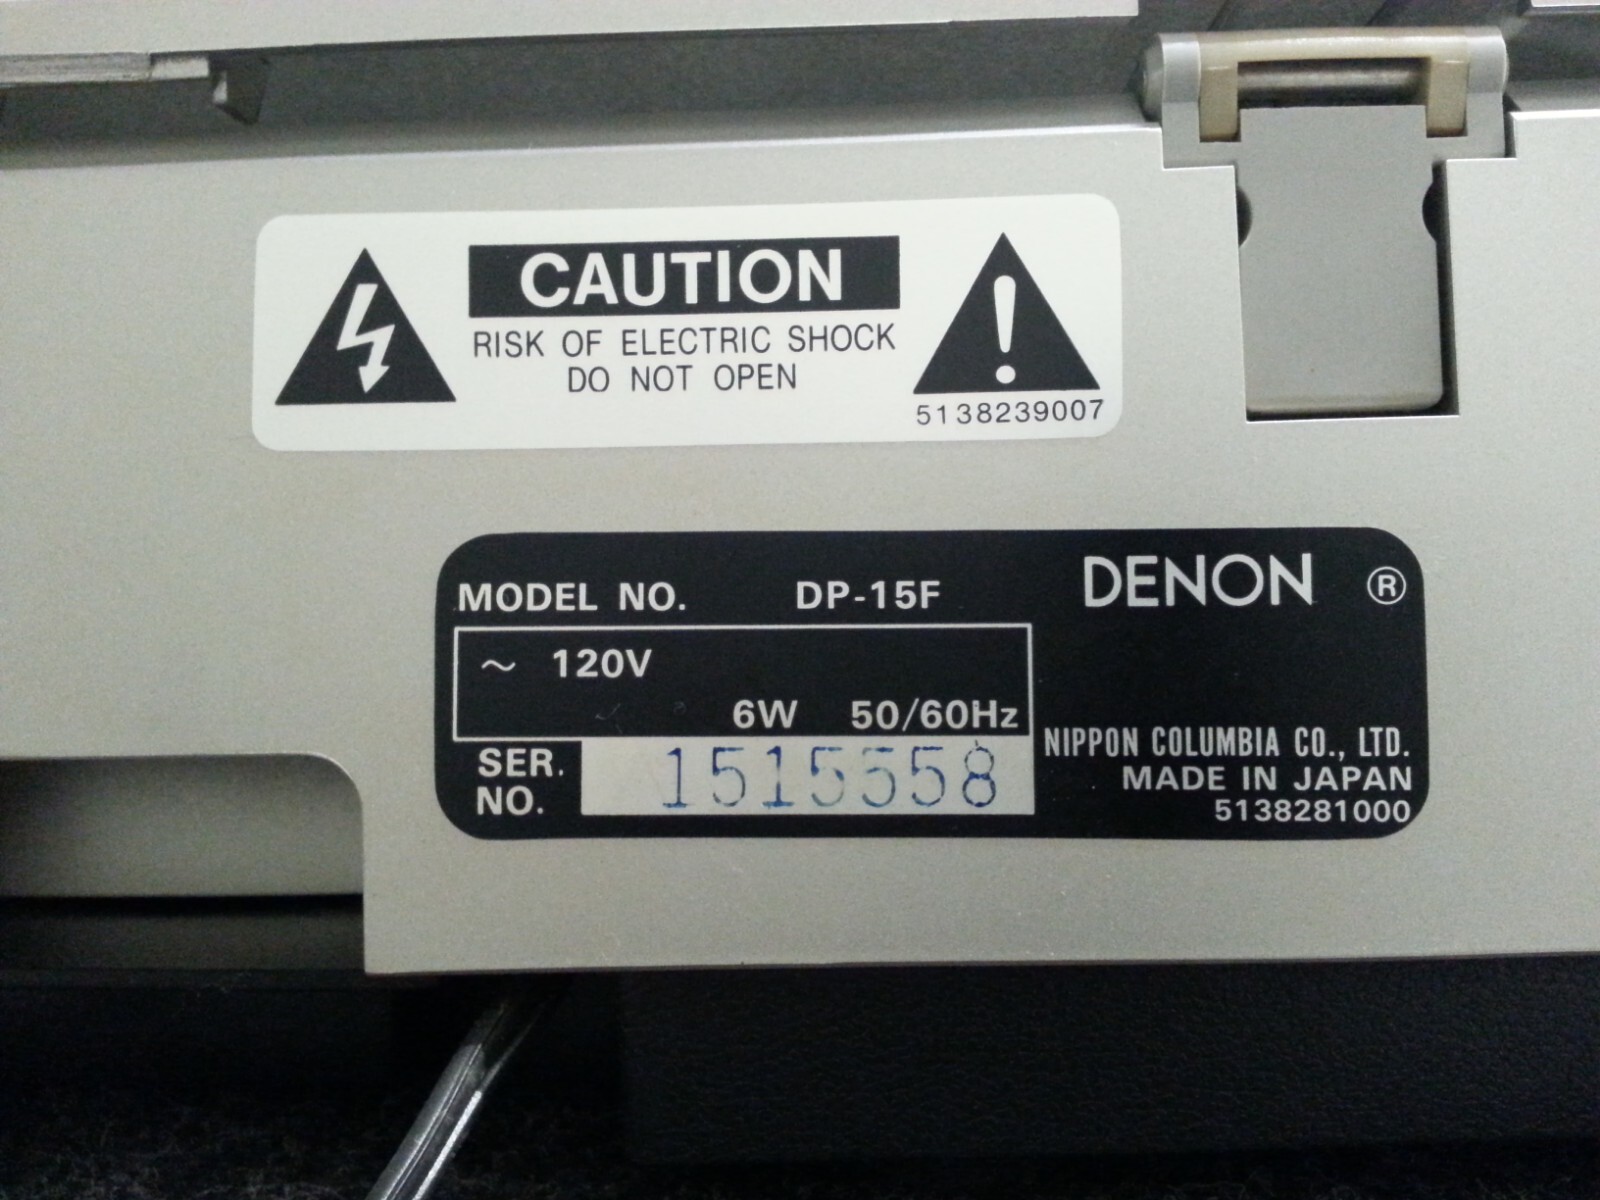 CAUTION
RISK OF ELECTRIC SHOCK
DO NOT OPEN
5138239007
MODEL NO. DP-15F
DENON ®
~ 120V
6W 50/60Hz
SER. NO. 1515558
NIPPON COLUMBIA CO., LTD.
MADE IN JAPAN
5138281000